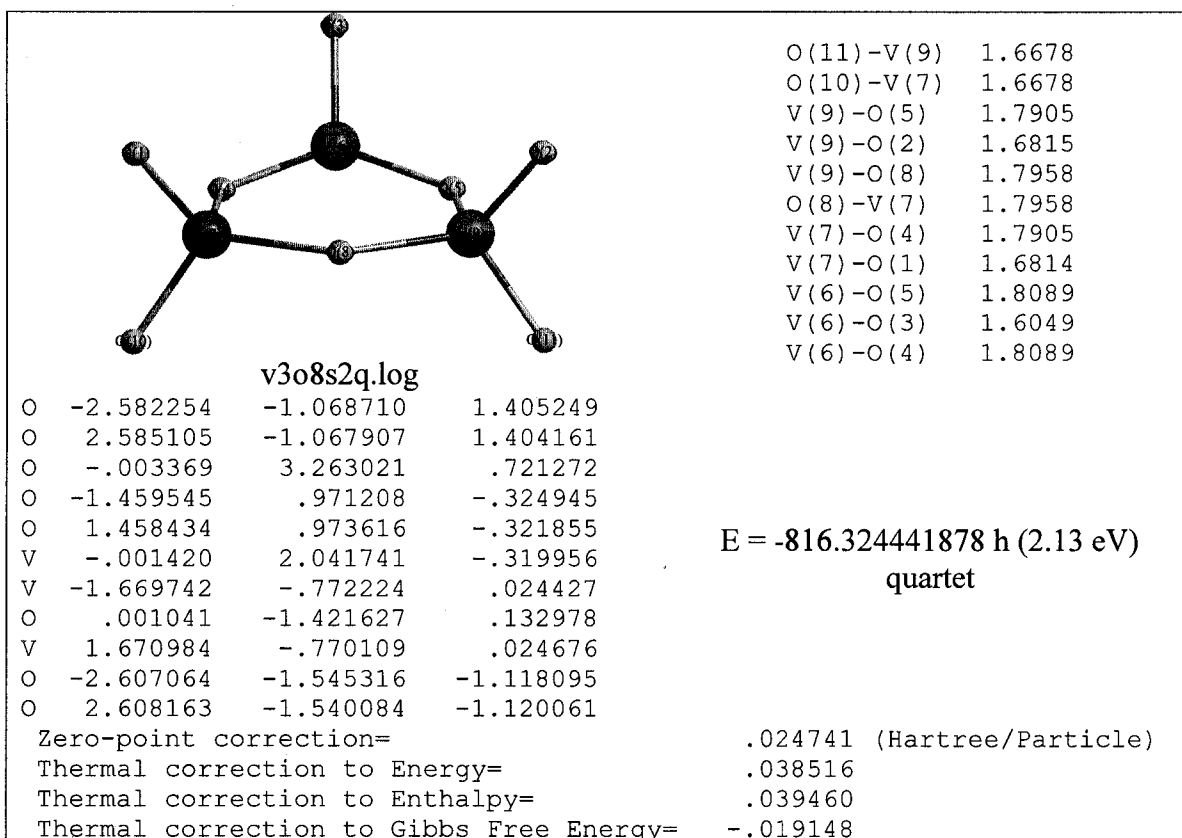 O(11)-V(9) 1.6678
O(10)-V(7) 1.6678
V(9)-O(5) 1.7905
V(9)-O(2) 1.6815
V(9)-O(8) 1.7958
O(8)-V(7) 1.7958
V(7)-O(4) 1.7905
V(7)-O(1) 1.6814
V(6)-O(5) 1.8089
V(6)-O(3) 1.6049
V(6)-O(4) 1.8089
v3o8s2q.log
O -2.582254 -1.068710 1.405249
O 2.585105 -1.067907 1.404161
O -.003369 3.263021 .721272
O -1.459545 .971208 -.324945
O 1.458434 .973616 -.321855
V -.001420 2.041741 -.319956
V -1.669742 -.772224 .024427
O .001041 -1.421627 .132978
V 1.670984 -.770109 .024676
O -2.607064 -1.545316 -1.118095
O 2.608163 -1.540084 -1.120061
E = -816.324441878 h (2.13 eV)
quartet
Zero-point correction= .024741 (Hartree/Particle)
Thermal correction to Energy= .038516
Thermal correction to Enthalpy= .039460
Thermal correction to Gibbs Free Energy= -.019148